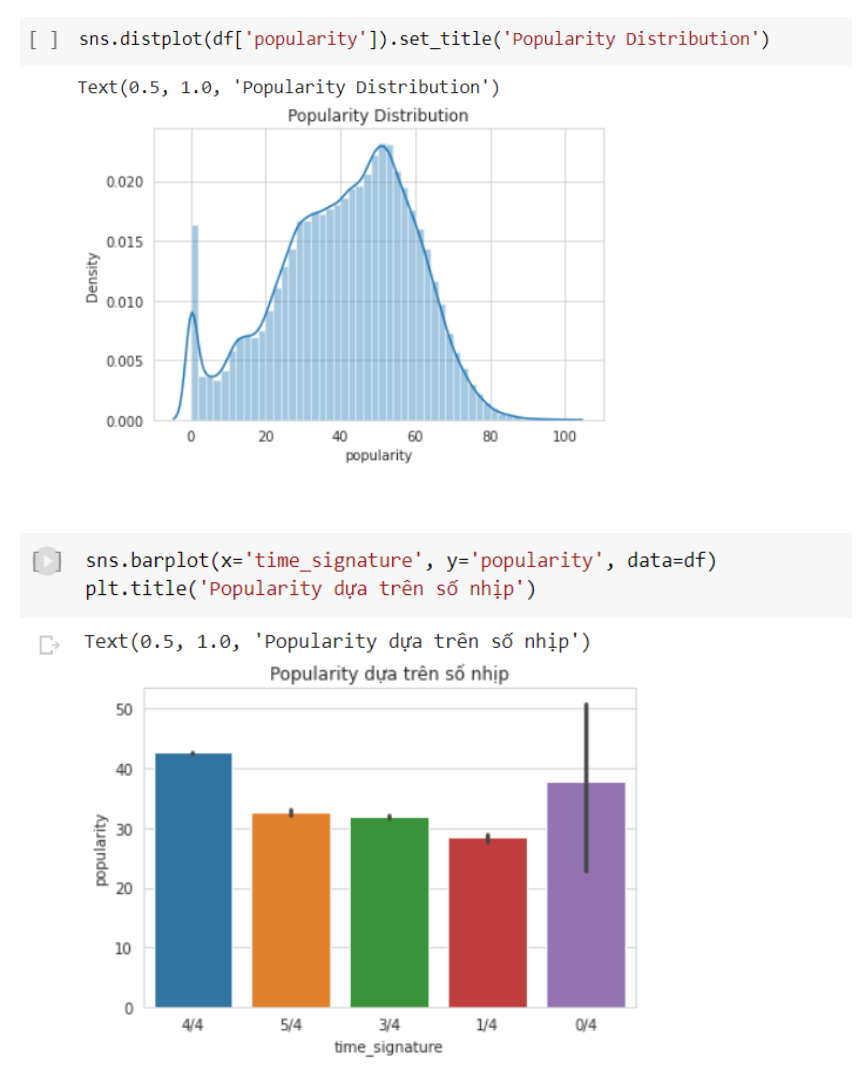 [ ] sns.distplot(df['popularity']).set_title('Popularity Distribution')
Text(0.5, 1.0, 'Popularity Distribution')
Popularity Distribution
0.020
0.015
0.010
0.005
0.000
Density
0 20 40 60 80 100
popularity
[ ] sns.barplot(x='time_signature', y='popularity', data=df)
plt.title('Popularity dựa trên số nhịp')
Text(0.5, 1.0, 'Popularity dựa trên số nhịp')
Popularity dựa trên số nhịp
50
40
30
20
10
0
popularity
4/4 5/4 3/4 1/4 0/4
time_signature